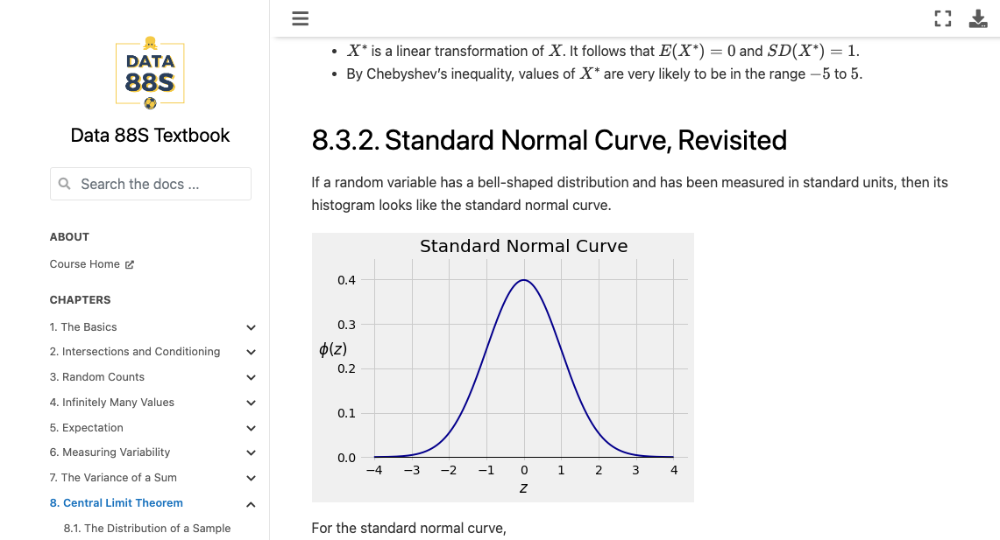 DATA
88S
Data 88S Textbook
Search the docs ...
ABOUT
Course Home
CHAPTERS
1. The Basics
2. Intersections and Conditioning
3. Random Counts
4. Infinitely Many Values
5. Expectation
6. Measuring Variability
7. The Variance of a Sum
8. Central Limit Theorem
8.1. The Distribution of a Sample
• X* is a linear transformation of X. It follows that E(X*) = 0 and SD(X*) = 1.
• By Chebyshev’s inequality, values of X* are very likely to be in the range −5 to 5.
8.3.2. Standard Normal Curve, Revisited
If a random variable has a bell-shaped distribution and has been measured in standard units, then its
histogram looks like the standard normal curve.
Standard Normal Curve
0.4
0.3
ϕ(z)
0.2
0.1
0.0
−4 −3 −2 −1 0 1 2 3 4
z
For the standard normal curve,